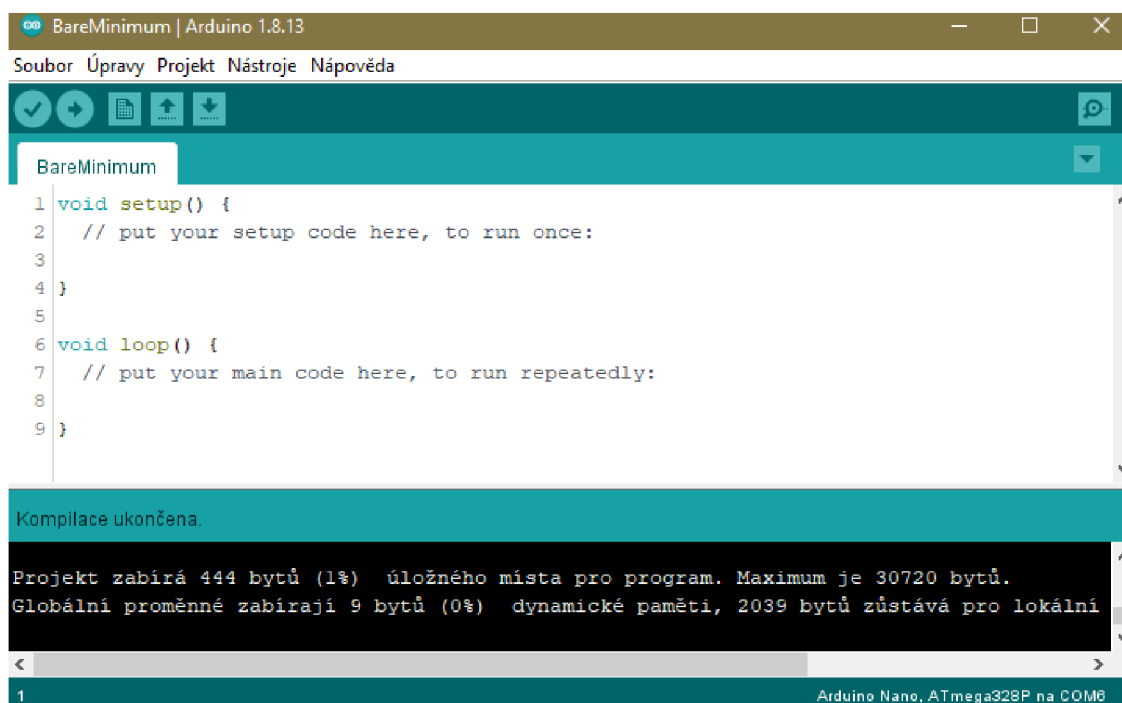 BareMinimum | Arduino 1.8.13
Soubor Úpravy Projekt Nástroje Nápověda
BareMinimum
1 void setup() {
2   // put your setup code here, to run once:
3
4 }
5
6 void loop() {
7   // put your main code here, to run repeatedly:
8
9 }
Kompilace ukončena.
Projekt zabírá 444 bytů (1%)  úložného místa pro program. Maximum je 30720 bytů.
Globální proměnné zabírají 9 bytů (0%)  dynamické paměti, 2039 bytů zůstává pro lokální
1 Arduino Nano, ATmega328P na COM6